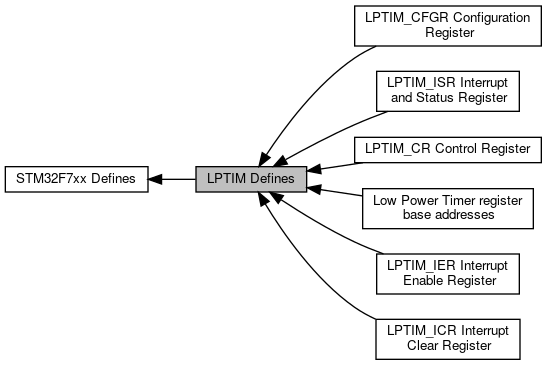 LPTIM_CFGR Configuration
Register
LPTIM_ISR Interrupt
and Status Register
LPTIM_CR Control Register
STM32F7xx Defines
LPTIM Defines
Low Power Timer register
base addresses
LPTIM_IER Interrupt
Enable Register
LPTIM_ICR Interrupt
Clear Register